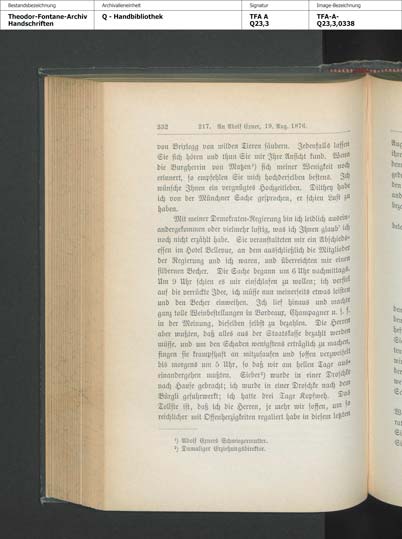 Bestandsbezeichnung
Theodor-Fontane-Archiv
Handschriften
Archivalieneinheit
Q - Handbibliothek
Signatur
TFA A
Q23,3
Image-Bezeichnung
TFA-A-
Q23,3,0338
332 217. An Adolf Exner, 19. Aug. 1876.
von Brixlegg von wilden Tieren säubern. Jedenfalls lassen
Sie sich hören und thun Sie mir Ihre Ansicht kund. Wenn
die Burgherrin von Matzen¹) sich meiner Wenigkeit noch
erinnert, so empfehlen Sie mich hochderselben bestens. Ich
wünsche Ihnen ein vergnügtes Hochzeitleben. Dilthey habe
ich von der Münchner Sache gesprochen, er schien Lust zu
haben.
Mit meiner Demokraten-Regierung bin ich leidlich ausein-
andergekommen oder vielmehr lustig, was ich Ihnen glaub' ich
noch nicht erzählt habe. Sie veranstalteten mir ein Abschieds-
essen im Hotel Bellevue, an dem ausschließlich die Mitglieder
der Regierung und ich waren, und überreichten mir einen
silbernen Becher. Die Sache begann um 6 Uhr nachmittags.
Um 9 Uhr schien es mir einschlafen zu wollen; ich verfiel
auf die verrückte Idee, ich müsse nun meinerseits etwas leisten
und den Becher einweihen. Ich lief hinaus und machte
ganz tolle Weinbestellungen in Bordeaux, Champagner u. s. f.
in der Meinung, dieselben selbst zu bezahlen. Die Herren
aber wußten, daß alles aus der Staatskasse bezahlt werden
müsse, und um den Schaden wenigstens erträglich zu machen,
fingen sie krampfhaft an mitzusaufen und soffen verzweifelt
bis morgens um 5 Uhr, so daß wir am hellen Tage aus-
einandergehen mußten. Sieber²) wurde in einer Droschke
nach Hause gebracht; ich wurde in einer Droschke nach dem
Bürgli gefuhrwerkt; ich hatte drei Tage Kopfweh. Das
Tollste ist, daß ich die Herren, je mehr wir soffen, um so
reichlicher mit Offenherzigkeiten regaliert habe in diesem letzten
¹) Adolf Exners Schwiegermutter.
²) Damaliger Erziehungsdirektor.